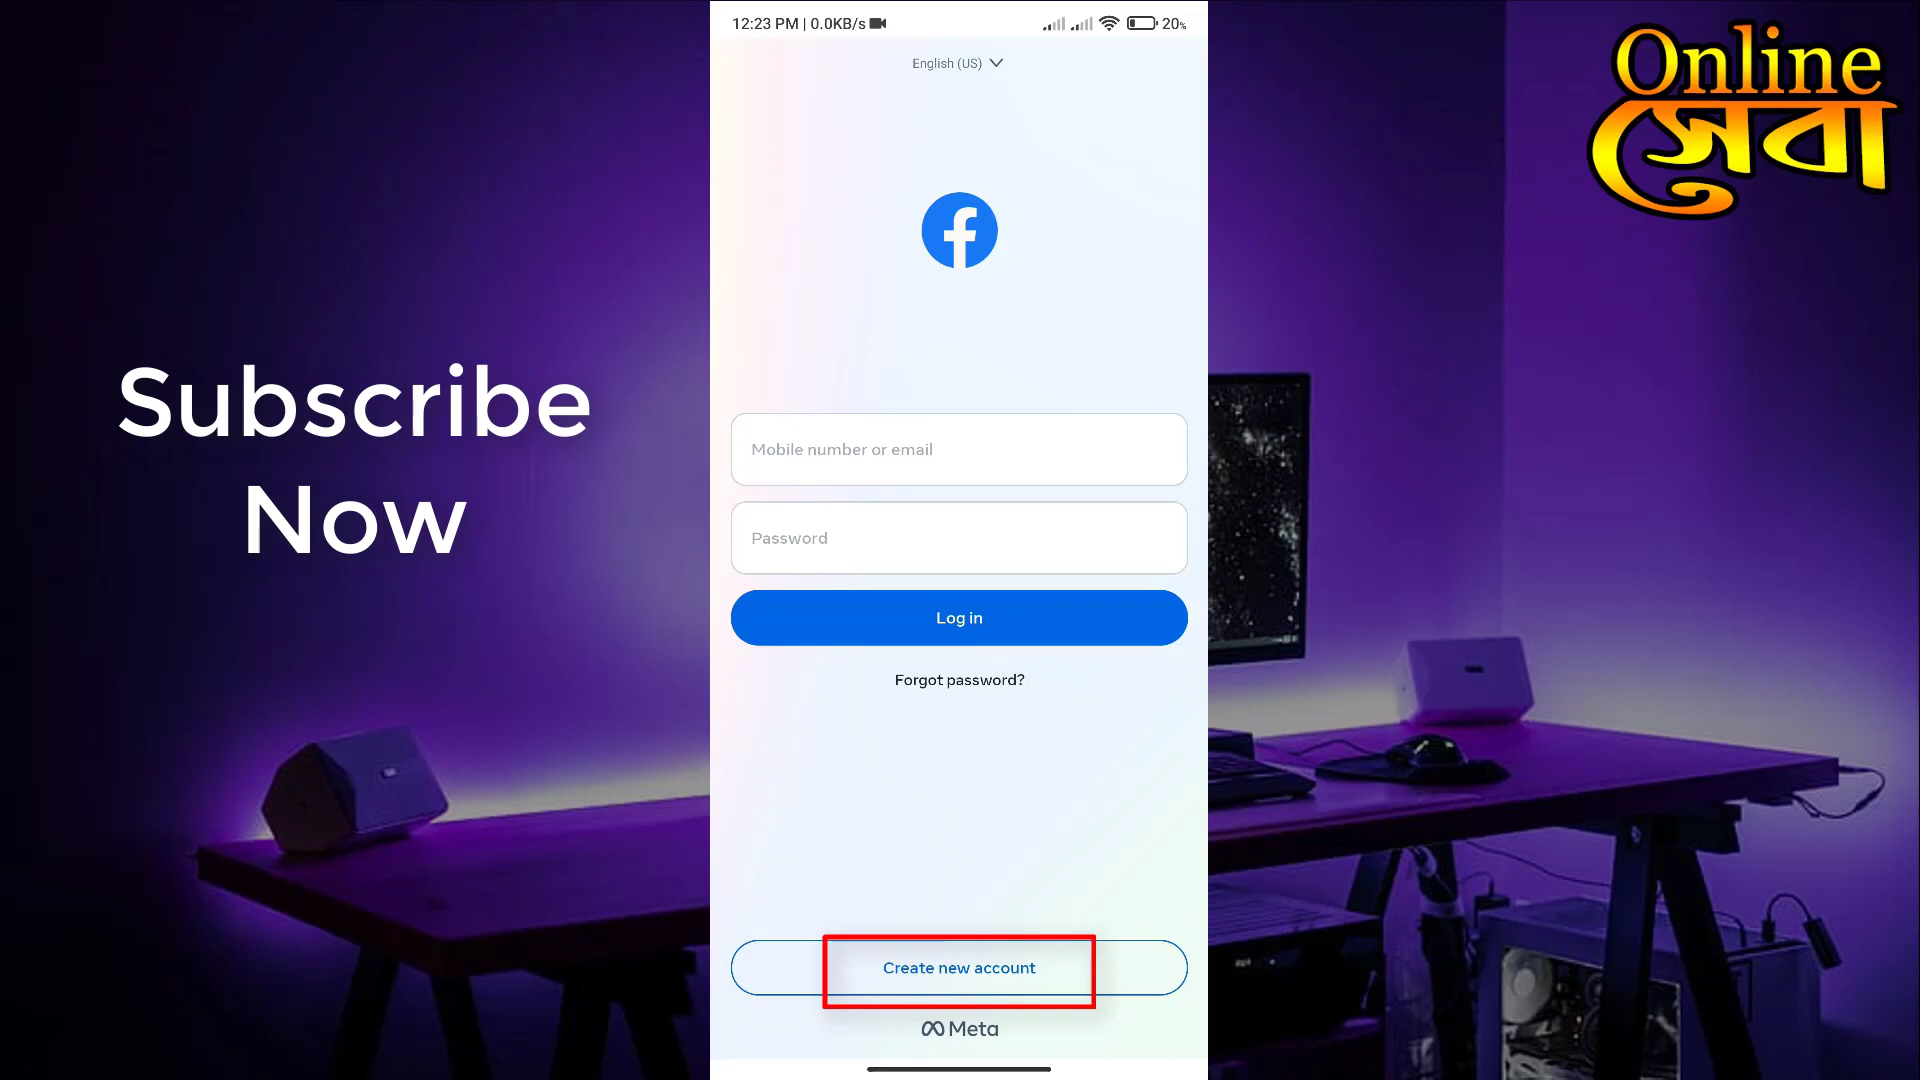 12:23 PM | 0.0KB/s
20%
English (US)
Online
সেবা
Subscribe
Now
Mobile number or email
Password
Log in
Forgot password?
Create new account
Meta